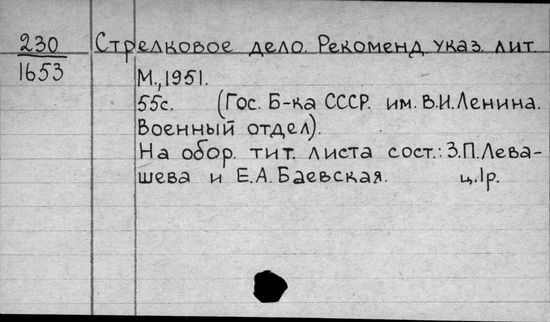 230 Стрелковое дело. Рекоменд. указ. лит
1653 М., 1951.
55с. (Гос. Б-ка СССР. им. В.И.Ленина.
Военный отдел).
На обор. тит. листа сост.: З.П.Лева-
шева и Е.А.Баевская. ц.1р.